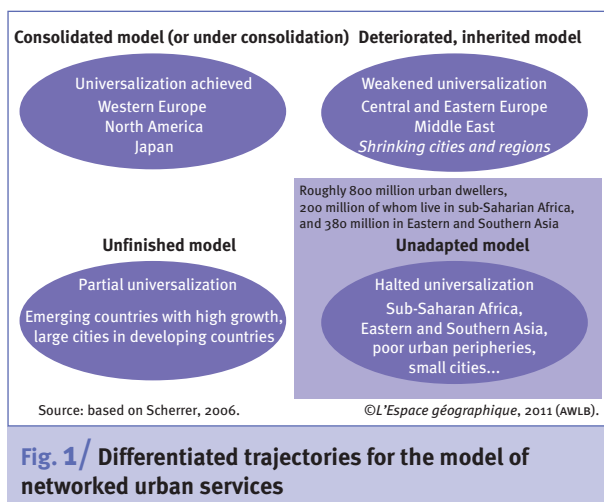 Consolidated model (or under consolidation)
Universalization achieved
Western Europe
North America
Japan
Deteriorated, inherited model
Weakened universalization
Central and Eastern Europe
Middle East
Shrinking cities and regions
Unfinished model
Partial universalization
Emerging countries with high growth,
large cities in developing countries
Roughly 800 million urban dwellers,
200 million of whom live in sub-Saharian Africa,
and 380 million in Eastern and Southern Asia
Unadapted model
Halted universalization
Sub-Saharan Africa,
Eastern and Southern Asia,
poor urban peripheries,
small cities...
Source: based on Scherrer, 2006.
©L'Espace géographique, 2011 (AWLB).
Fig. 1/ Differentiated trajectories for the model of
networked urban services